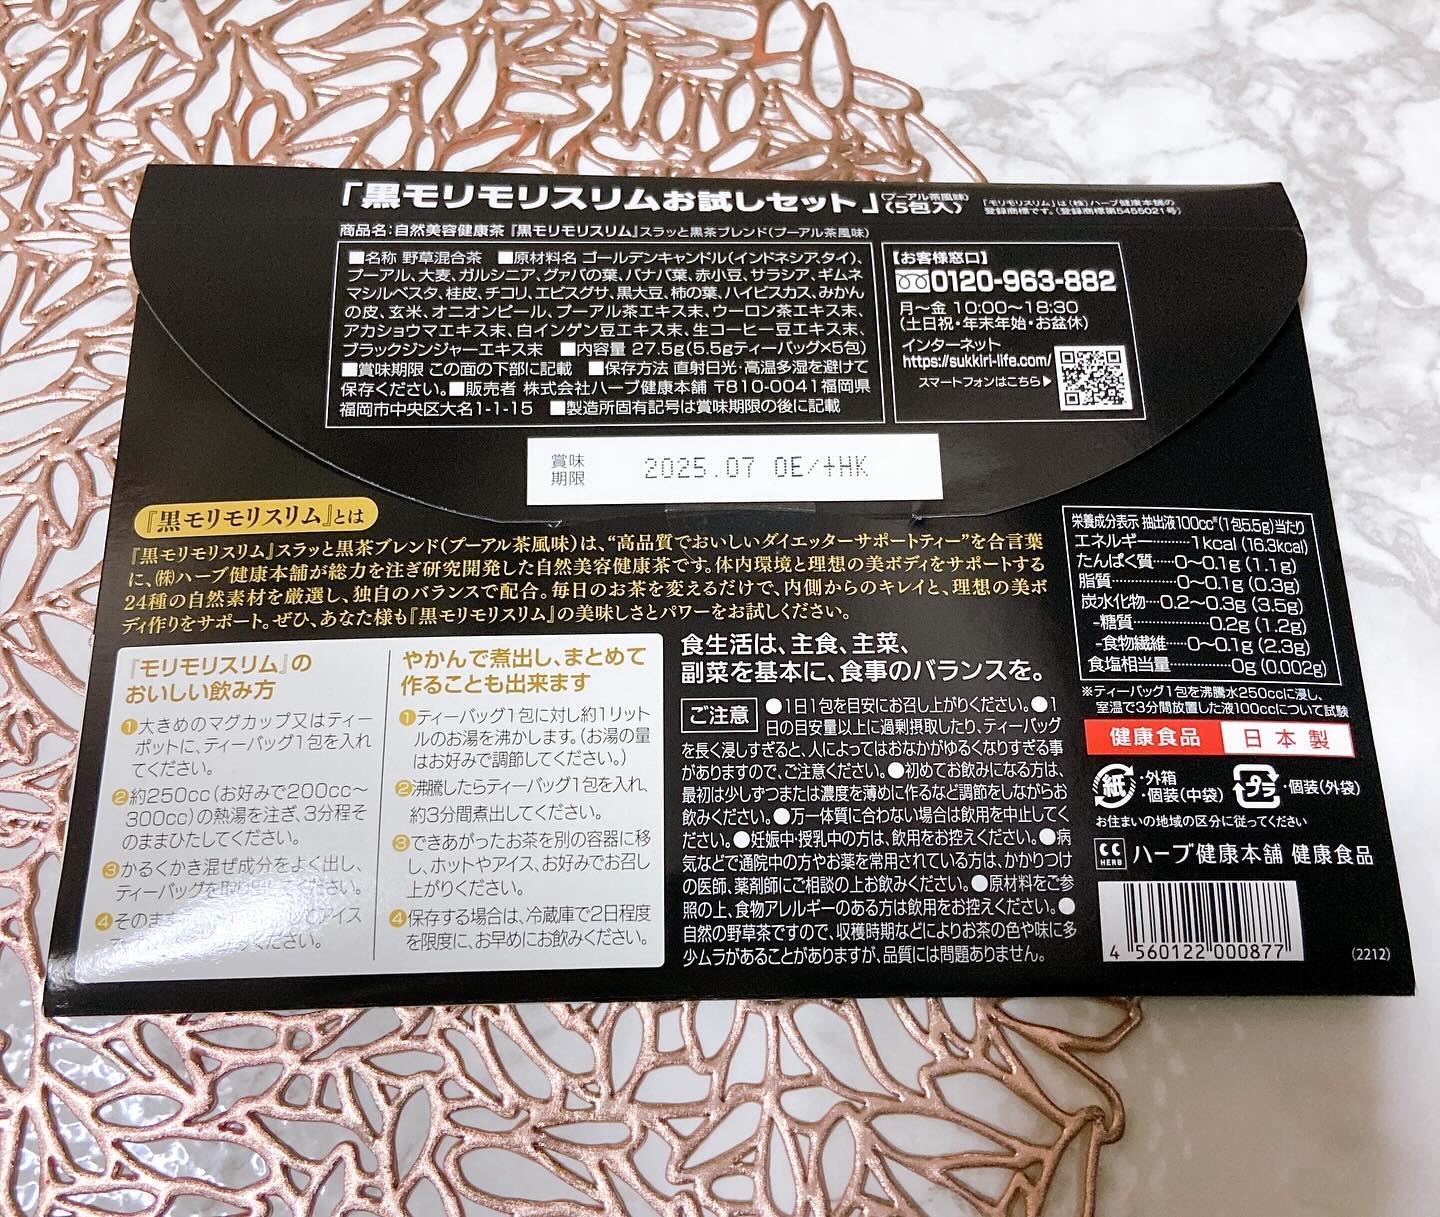 「黒モリモリスリムお試しセット」(プーアル茶風味)(5包入)
「モリモリスリム」は(株)ハーブ健康本舗の
登録商標です。(登録商標第5455021号)
商品名:自然美容健康茶『黒モリモリスリム』スラッと黒茶ブレンド(プーアル茶風味)
■名称 野草混合茶 ■原材料名 ゴールデンキャンドル(インドネシア、タイ)、
プーアル、大麦、ガルシニア、グァバの葉、バナバ葉、赤小豆、サラシア、ギムネ
マシルベスタ、桂皮、チコリ、エビスグサ、黒大豆、柿の葉、ハイビスカス、みかん
の皮、玄米、オニオンピール、プーアル茶エキス末、ウーロン茶エキス末、
アカショウマエキス末、白インゲン豆エキス末、生コーヒー豆エキス末、
ブラックジンジャーエキス末 ■内容量 27.5g(5.5gティーバッグ×5包)
■賞味期限 この面の下部に記載 ■保存方法 直射日光・高温多湿を避けて
保存ください。■販売者 株式会社ハーブ健康本舗 〒810-0041福岡県
福岡市中央区大名1-1-15 ■製造所固有記号は賞味期限の後に記載
【お客様窓口】
0120-963-882
月～金 10:00～18:30
(土日祝・年末年始・お盆休)
インターネット
https://sukkiri-life.com/
スマートフォンはこちら▶
賞味
期限
2025.07 OE/+HK
『黒モリモリスリム』とは
『黒モリモリスリム』スラッと黒茶ブレンド(プーアル茶風味)は、“高品質でおいしいダイエッターサポートティー”を合言葉
に、(株)ハーブ健康本舗が総力を注ぎ研究開発した自然美容健康茶です。体内環境と理想の美ボディをサポートする
24種の自然素材を厳選し、独自のバランスで配合。毎日のお茶を変えるだけで、内側からのキレイと、理想の美ボ
ディ作りをサポート。ぜひ、あなた様も『黒モリモリスリム』の美味しさとパワーをお試しください。
『モリモリスリム』の
おいしい飲み方
1 大きめのマグカップ又はティー
ポットに、ティーバッグ1包を入れ
てください。
2 約250cc(お好みで200cc～
300cc)の熱湯を注ぎ、3分程そ
のままひたしてください。
3 かるくかき混ぜ成分をよく出し、
ティーバッグを取り出してください。
4 そのまま してアイス
ください。
やかんで煮出し、まとめて
作ることも出来ます
1 ティーバッグ1包に対し約1リット
ルのお湯を沸かします。(お湯の量
はお好みで調節してください。)
2 沸騰したらティーバッグ1包を入れ、
約3分間煮出してください。
3 できあがったお茶を別の容器に移
し、ホットやアイス、お好みでお召し
上がりください。
4 保存する場合は、冷蔵庫で2日程度
を限度に、お早めにお飲みください。
食生活は、主食、主菜、
副菜を基本に、食事のバランスを。
ご注意
●1日1包を目安にお召し上がりください。●1
日の目安量以上に過剰摂取したり、ティーバッグ
を長く浸しすぎると、人によってはおなかがゆるくなりすぎる事
がありますので、ご注意ください。●初めてお飲みになる方は、
最初は少しずつまたは濃度を薄めに作るなど調節をしながらお
飲みください。●万一体質に合わない場合は飲用を中止してく
ださい。●妊娠中・授乳中の方は、飲用をお控えください。●病
気などで通院中の方やお薬を常用されている方は、かかりつけ
の医師、薬剤師にご相談の上お飲みください。●原材料をご参
照の上、食物アレルギーのある方は飲用をお控えください。●
自然の野草茶ですので、収穫時期などによりお茶の色や味に多
少ムラがあることがありますが、品質には問題ありません。
栄養成分表示 抽出液100cc※(1包5.5g)当たり
エネルギー……1kcal (16.3kcal)
たんぱく質……0～0.1g (1.1g)
脂質……0～0.1g (0.3g)
炭水化物……0.2～0.3g (3.5g)
-糖質……0.2g (1.2g)
-食物繊維……0～0.1g (2.3g)
食塩相当量……0g (0.002g)
※ティーバッグ1包を沸騰水250ccに浸し、
室温で3分間放置した液100ccについて試験
健康食品 日本製
紙 ・外箱
・個装(中袋)
プラ ・個装(外袋)
お住まいの地域の区分に従ってください
HERB ハーブ健康本舗 健康食品
4 560122 000877
(2212)